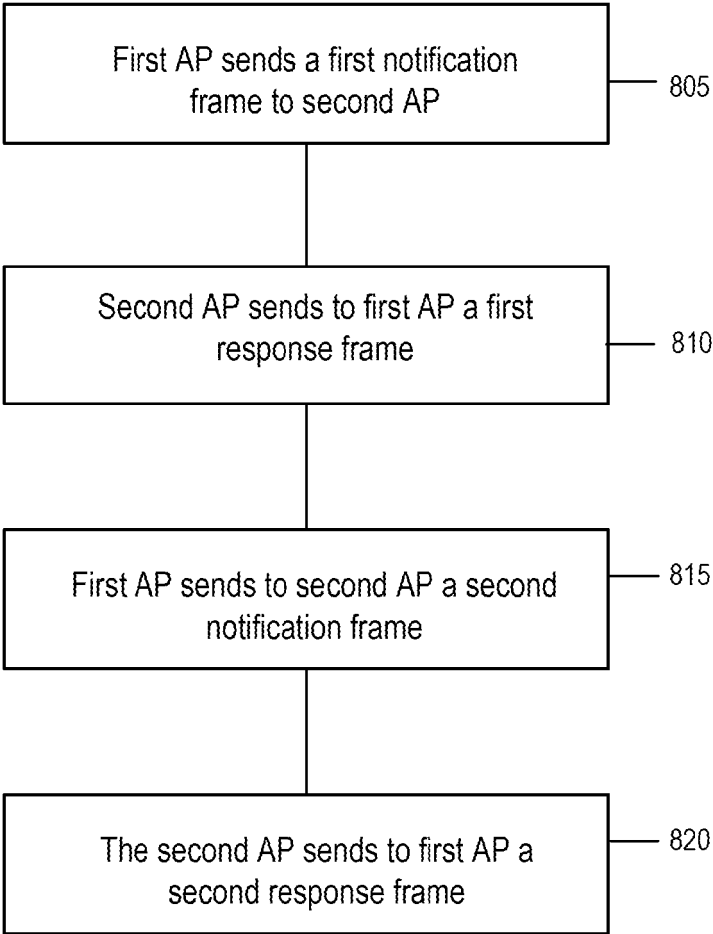 First AP sends a first notification
frame to second AP
805
Second AP sends to first AP a first
response frame
810
First AP sends to second AP a second
notification frame
815
The second AP sends to first AP a
second response frame
820